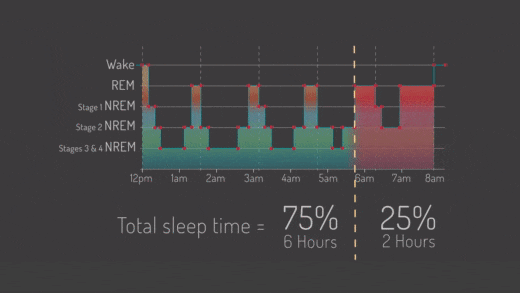 Wake
REM
Stage 1 NREM
Stage 2 NREM
Stages 3 & 4 NREM
12pm 1am 2am 3am 4am 5am 6am 7am 8am
Total sleep time = 75% 25%
6 Hours 2 Hours